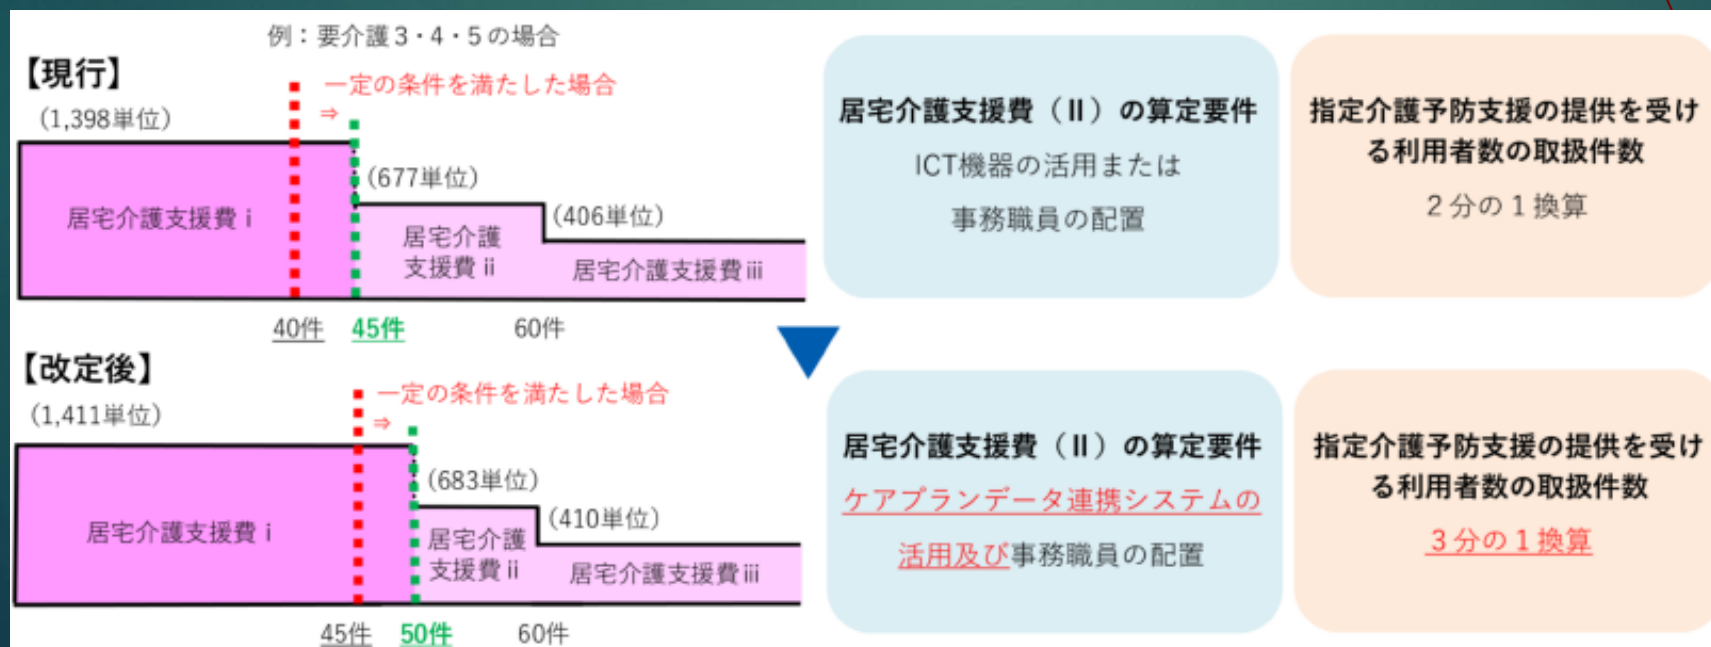 例：要介護３・４・５の場合
【現行】
一定の条件を満たした場合
⇒
（1,398単位）
（677単位）
（406単位）
居宅介護支援費ⅰ
居宅介護
支援費ⅱ
居宅介護支援費ⅲ
40件
45件
60件
居宅介護支援費（Ⅱ）の算定要件
ICT機器の活用または
事務職員の配置
指定介護予防支援の提供を受け
る利用者数の取扱件数
２分の１換算
【改定後】
一定の条件を満たした場合
⇒
（1,411単位）
（683単位）
（410単位）
居宅介護支援費ⅰ
居宅介護
支援費ⅱ
居宅介護支援費ⅲ
45件
50件
60件
居宅介護支援費（Ⅱ）の算定要件
ケアプランデータ連携システムの
活用及び事務職員の配置
指定介護予防支援の提供を受け
る利用者数の取扱件数
３分の１換算